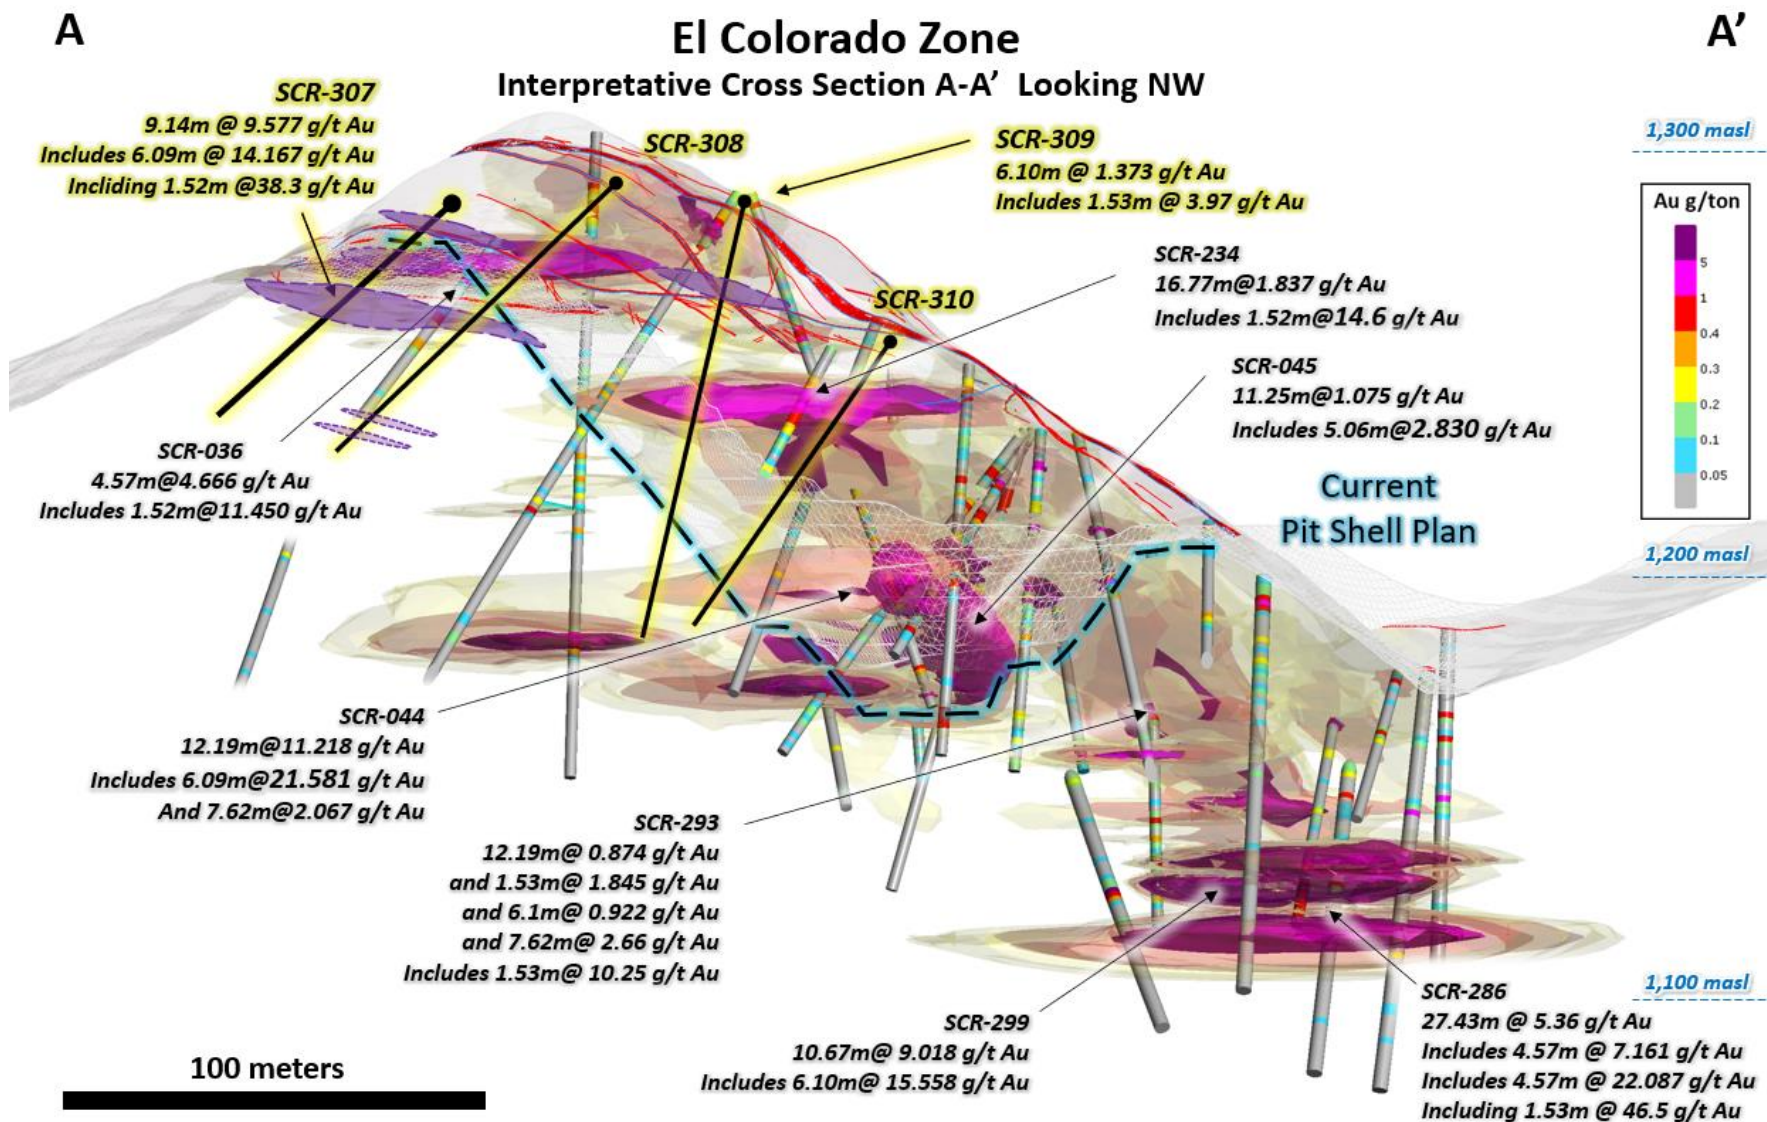 A
El Colorado Zone
A'
Interpretative Cross Section A-A'  Looking NW
SCR-307
9.14m @ 9.577 g/t Au
Includes 6.09m @ 14.167 g/t Au
Incliding 1.52m @38.3 g/t Au
SCR-308
SCR-309
6.10m @ 1.373 g/t Au
Includes 1.53m @ 3.97 g/t Au
1,300 masl
Au g/ton
5
1
0.4
0.3
0.2
0.1
0.05
SCR-234
16.77m@1.837 g/t Au
Includes 1.52m@14.6 g/t Au
SCR-310
SCR-045
11.25m@1.075 g/t Au
Includes 5.06m@2.830 g/t Au
SCR-036
4.57m@4.666 g/t Au
Includes 1.52m@11.450 g/t Au
Current
Pit Shell Plan
1,200 masl
SCR-044
12.19m@11.218 g/t Au
Includes 6.09m@21.581 g/t Au
And 7.62m@2.067 g/t Au
SCR-293
12.19m@ 0.874 g/t Au
and 1.53m@ 1.845 g/t Au
and 6.1m@ 0.922 g/t Au
and 7.62m@ 2.66 g/t Au
Includes 1.53m@ 10.25 g/t Au
SCR-299
10.67m@ 9.018 g/t Au
Includes 6.10m@ 15.558 g/t Au
1,100 masl
SCR-286
27.43m @ 5.36 g/t Au
Includes 4.57m @ 7.161 g/t Au
Includes 4.57m @ 22.087 g/t Au
Including 1.53m @ 46.5 g/t Au
100 meters